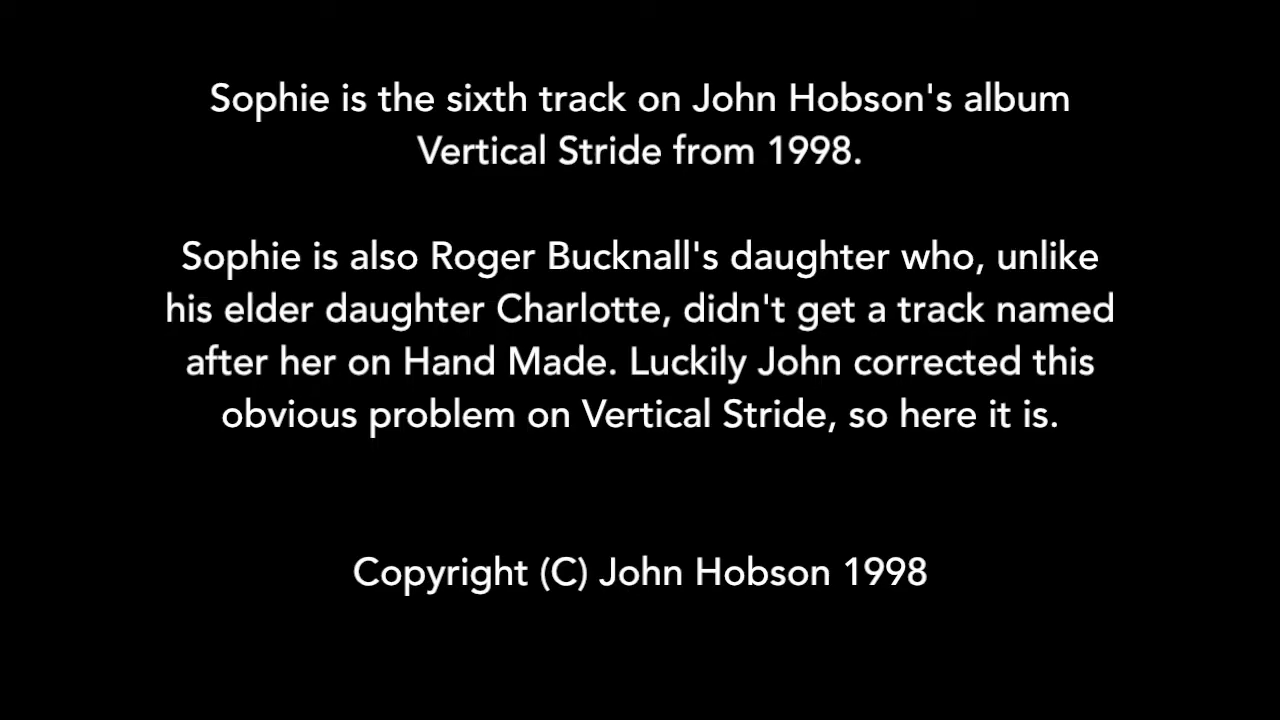 Sophie is the sixth track on John Hobson's album
Vertical Stride from 1998.
Sophie is also Roger Bucknall's daughter who, unlike
his elder daughter Charlotte, didn't get a track named
after her on Hand Made. Luckily John corrected this
obvious problem on Vertical Stride, so here it is.
Copyright (C) John Hobson 1998